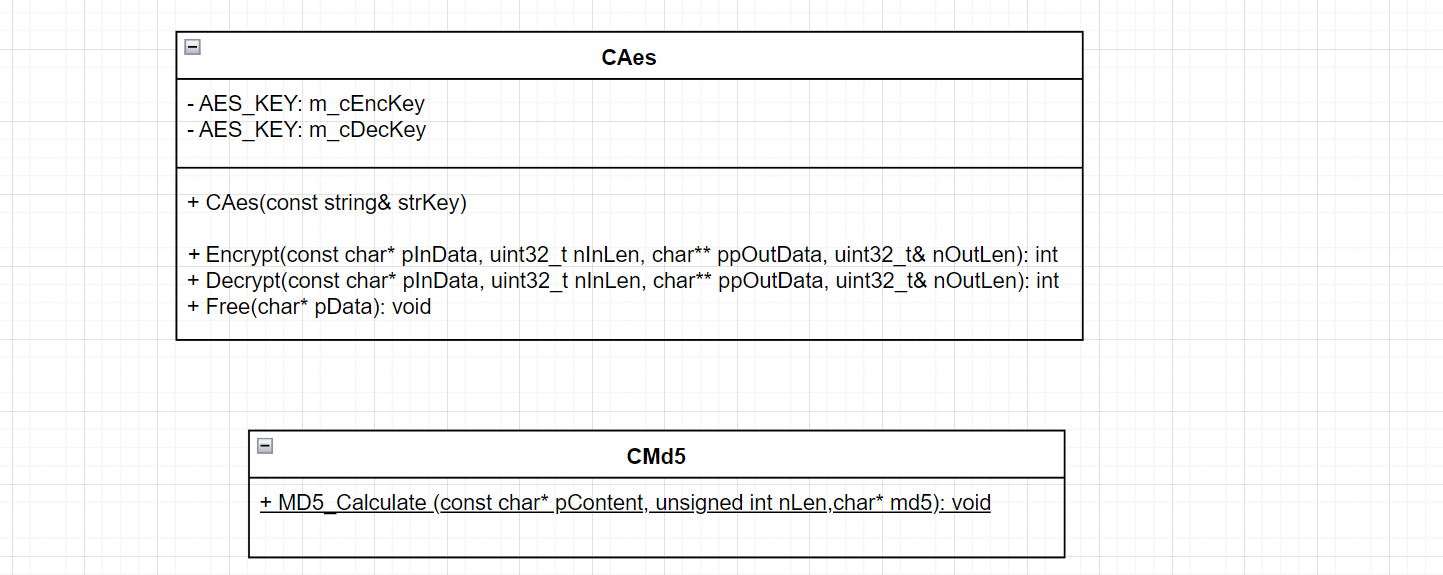 CAes
- AES_KEY: m_cEncKey
- AES_KEY: m_cDecKey
+ CAes(const string& strKey)
+ Encrypt(const char* pInData, uint32_t nInLen, char** ppOutData, uint32_t& nOutLen): int
+ Decrypt(const char* pInData, uint32_t nInLen, char** ppOutData, uint32_t& nOutLen): int
+ Free(char* pData): void
CMd5
+ MD5_Calculate (const char* pContent, unsigned int nLen,char* md5): void